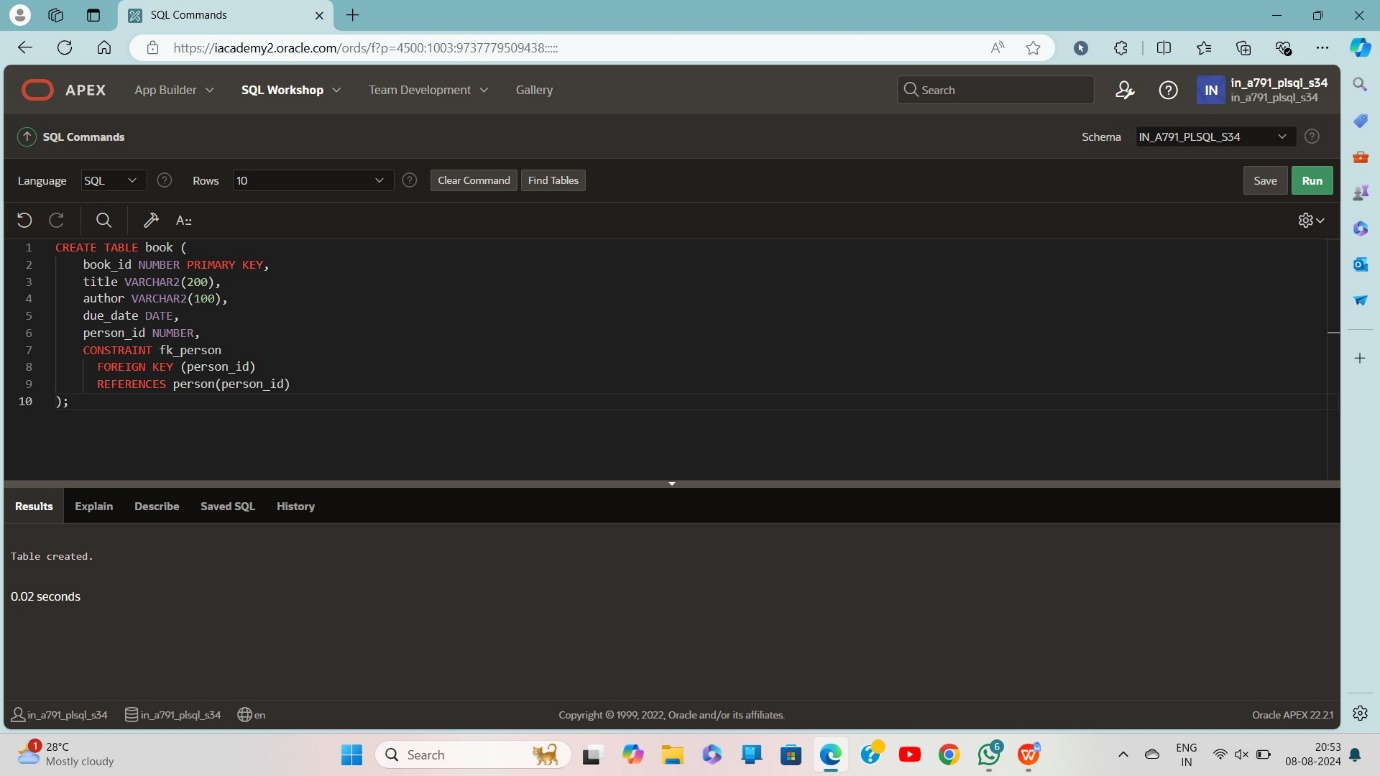 SQL Commands
https://iacademy2.oracle.com/ords/f?p=4500:1003:9737779509438:::::
APEX App Builder SQL Workshop Team Development Gallery Search IN in_a791_plsql_s34
in_a791_plsql_s34
SQL Commands Schema IN_A791_PLSQL_S34
Language SQL Rows 10 Clear Command Find Tables Save Run
A::
1 CREATE TABLE book (
2 book_id NUMBER PRIMARY KEY,
3 title VARCHAR2(200),
4 author VARCHAR2(100),
5 due_date DATE,
6 person_id NUMBER,
7 CONSTRAINT fk_person
8 FOREIGN KEY (person_id)
9 REFERENCES person(person_id)
10 );
Results Explain Describe Saved SQL History
Table created.
0.02 seconds
in_a791_plsql_s34 in_a791_plsql_s34 en Copyright © 1999, 2022, Oracle and/or its affiliates. Oracle APEX 22.2.1
1 28°C
Mostly cloudy
Search
6
ENG
IN
20:53
08-08-2024